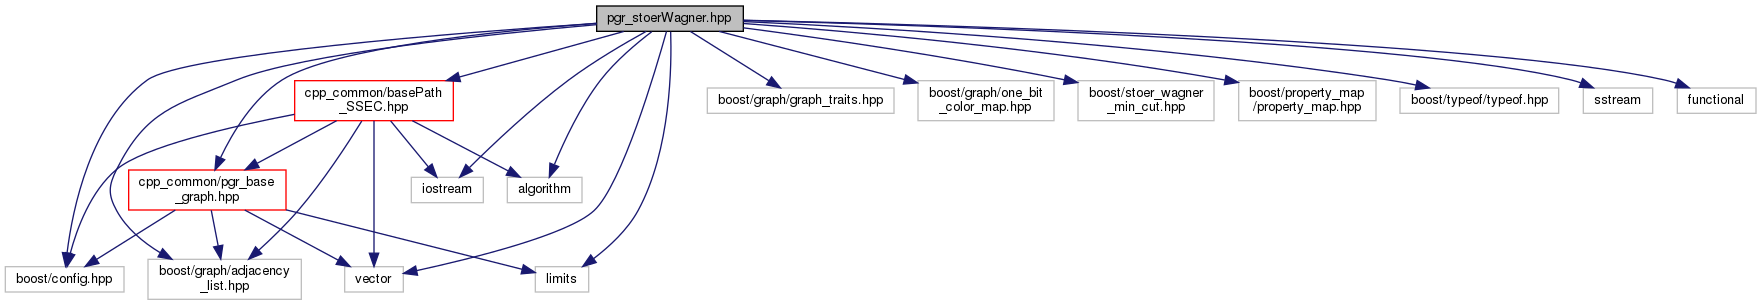 pgr_stoerWagner.hpp
cpp_common/basePath
_SSEC.hpp
boost/graph/graph_traits.hpp
boost/graph/one_bit
_color_map.hpp
boost/stoer_wagner
_min_cut.hpp
boost/property_map
/property_map.hpp
boost/typeof/typeof.hpp
sstream
functional
cpp_common/pgr_base
_graph.hpp
iostream
algorithm
boost/config.hpp
boost/graph/adjacency
_list.hpp
vector
limits